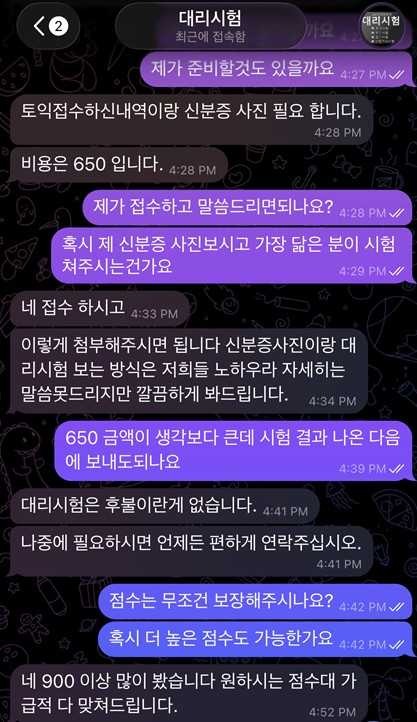 2
대리시험
최근에 접속함
대리시험
까요
제가 준비할것도 있을까요 4:27 PM
토익접수하신내역이랑 신분증 사진 필요 합니다.
4:28 PM
비용은 650 입니다. 4:28 PM
제가 접수하고 말씀드리면되나요? 4:28 PM
혹시 제 신분증 사진보시고 가장 닮은 분이 시험
쳐주시는건가요 4:29 PM
네 접수 하시고 4:33 PM
이렇게 첨부해주시면 됩니다 신분증사진이랑 대
리시험 보는 방식은 저희들 노하우라 자세히는
말씀못드리지만 깔끔하게 봐드립니다. 4:34 PM
650 금액이 생각보다 큰데 시험 결과 나온 다음
에 보내도되나요 4:39 PM
대리시험은 후불이란게 없습니다. 4:41 PM
나중에 필요하시면 언제든 편하게 연락주십시오.
4:41 PM
점수는 무조건 보장해주시나요? 4:42 PM
혹시 더 높은 점수도 가능한가요 4:42 PM
네 900 이상 많이 봤습니다 원하시는 점수대 가
급적 다 맞쳐드립니다. 4:52 PM